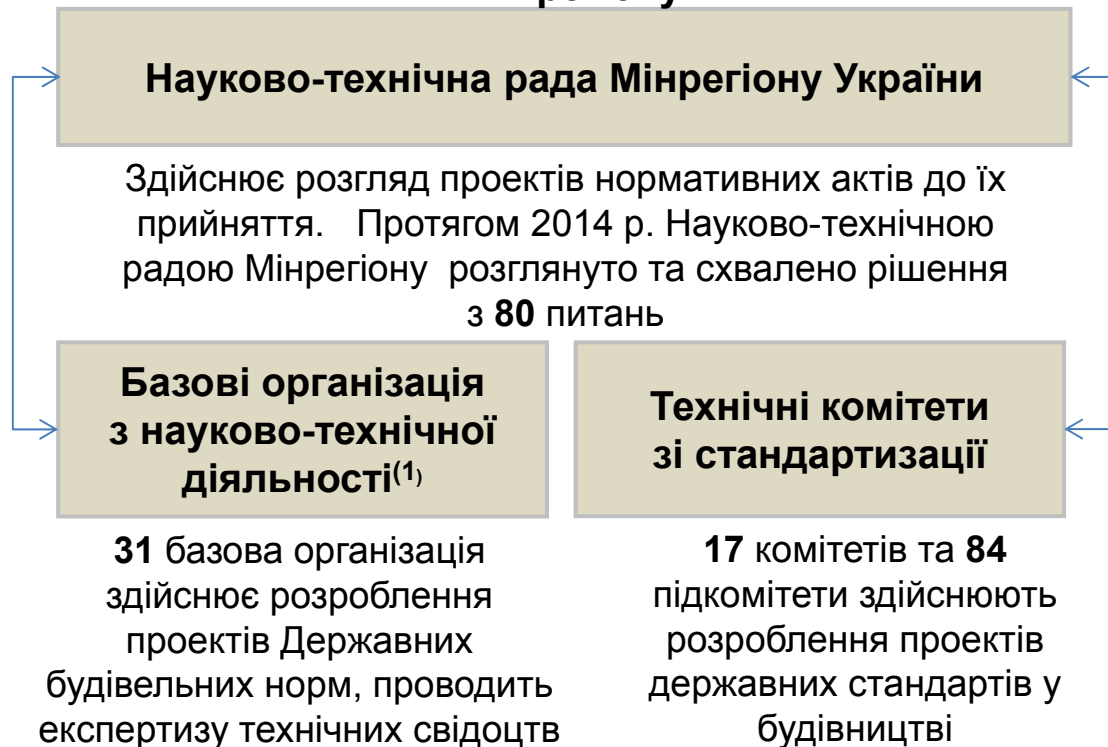 Науково-технічна рада Мінрегіону України
Здійснює розгляд проектів нормативних актів до їх
прийняття. Протягом 2014 р. Науково-технічною
радою Мінрегіону розглянуто та схвалено рішення
з 80 питань
Базові організація
з науково-технічної
діяльності(1)
31 базова організація
здійснює розроблення
проектів Державних
будівельних норм, проводить
експертизу технічних свідоцтв
Технічні комітети
зі стандартизації
17 комітетів та 84
підкомітети здійснюють
розроблення проектів
державних стандартів у
будівництві